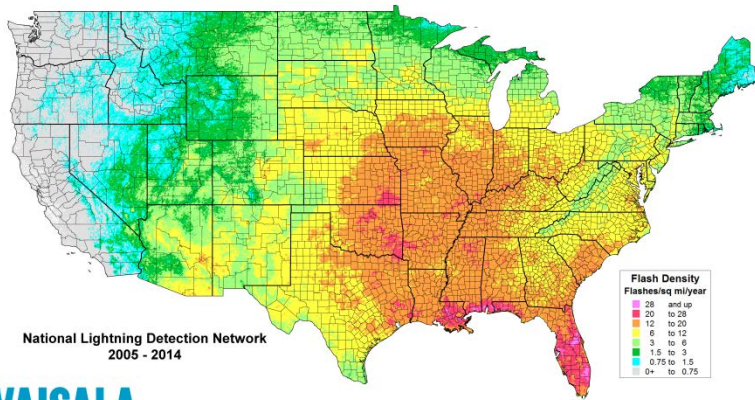 National Lightning Detection Network
2005 - 2014
VAISALA
Flash Density
Flashes/sq mi/year
28 and up
20 to 28
12 to 20
6 to 12
3 to 6
1.5 to 3
0.75 to 1.5
0+ to 0.75